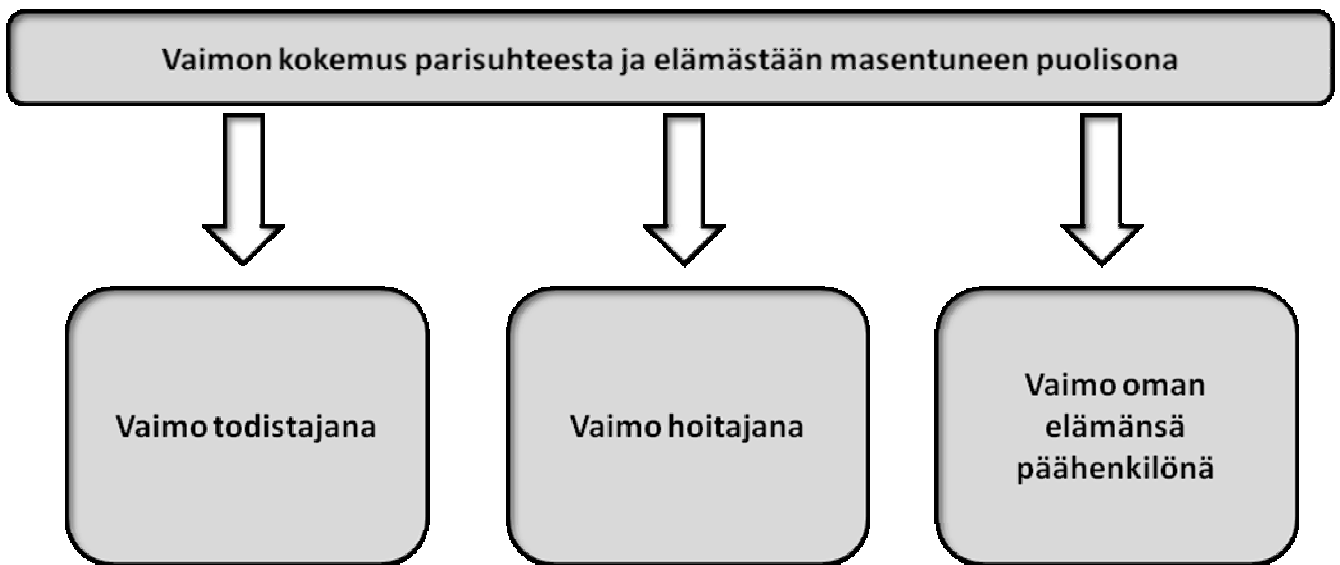 Vaimon kokemus parisuhteesta ja elämästään masentuneen puolisona
Vaimo todistajana
Vaimo hoitajana
Vaimo oman
elämänsä
päähenkilönä